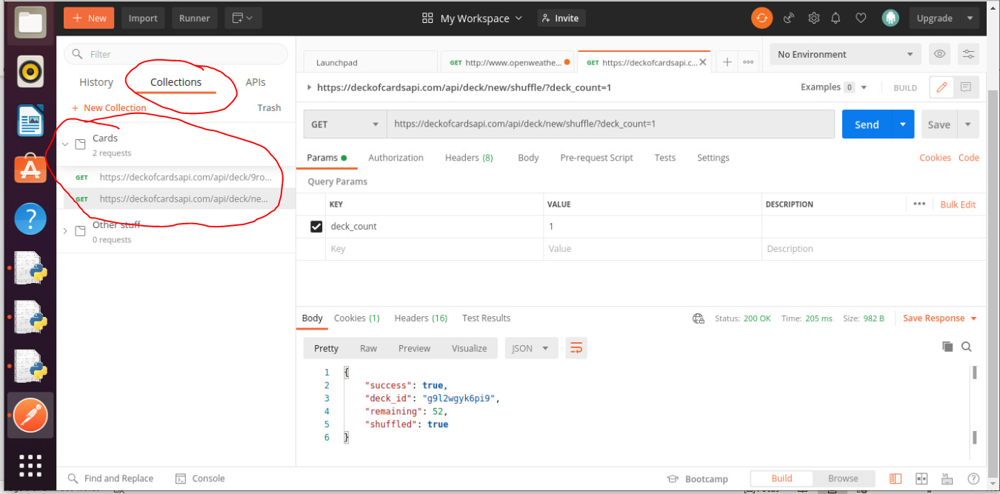 + New
Import
Runner
My Workspace
Invite
Upgrade
Filter
History
Collections
APIs
+ New Collection
Trash
Cards
2 requests
GET https://deckofcardsapi.com/api/deck/9ro...
GET https://deckofcardsapi.com/api/deck/ne...
Other stuff
0 requests
Launchpad
GET http://www.openweathe...
GET https://deckofcardsapi.c...
No Environment
https://deckofcardsapi.com/api/deck/new/shuffle/?deck_count=1
Examples 0
BUILD
GET
https://deckofcardsapi.com/api/deck/new/shuffle/?deck_count=1
Send
Save
Params
Authorization
Headers (8)
Body
Pre-request Script
Tests
Settings
Cookies
Code
Query Params
KEY
VALUE
DESCRIPTION
Bulk Edit
deck_count
1
Key
Value
Description
Body
Cookies (1)
Headers (16)
Test Results
Status: 200 OK
Time: 205 ms
Size: 982 B
Save Response
Pretty
Raw
Preview
Visualize
JSON
1 {
2 "success": true,
3 "deck_id": "g9l2wgyk6pi9",
4 "remaining": 52,
5 "shuffled": true
6 }
Find and Replace
Console
Bootcamp
Build
Browse